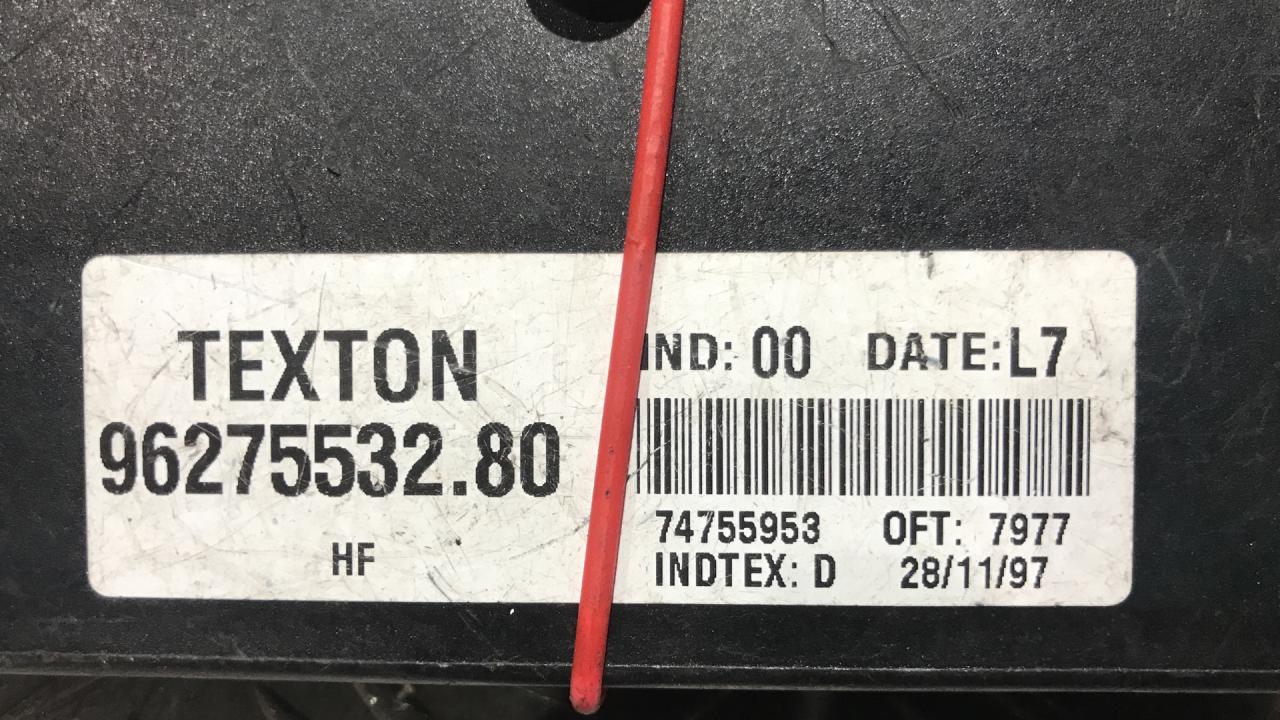 TEXTON
96275532.80
HF
IND: 00 DATE: L7
74755953 OFT: 7977
INDTEX: D 28/11/97